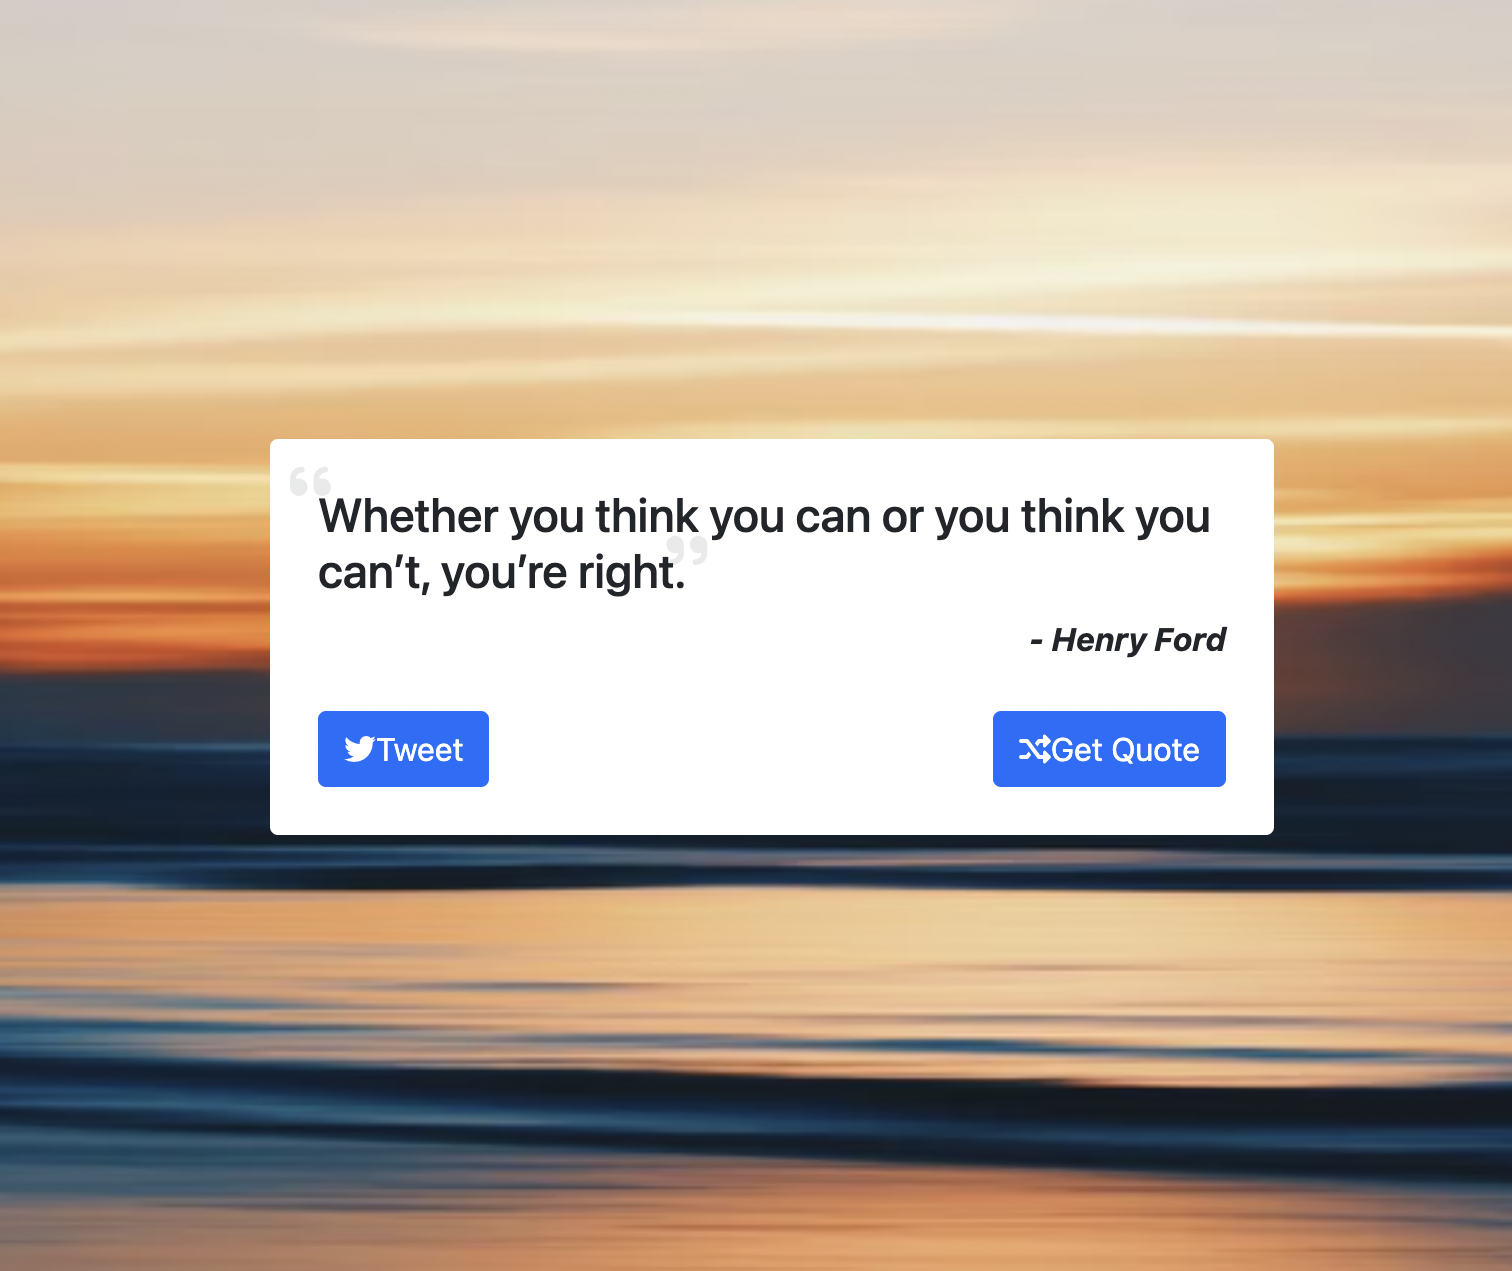 “
Whether you think you can or you think you
can’t, you’re right.”
- Henry Ford
Tweet
Get Quote